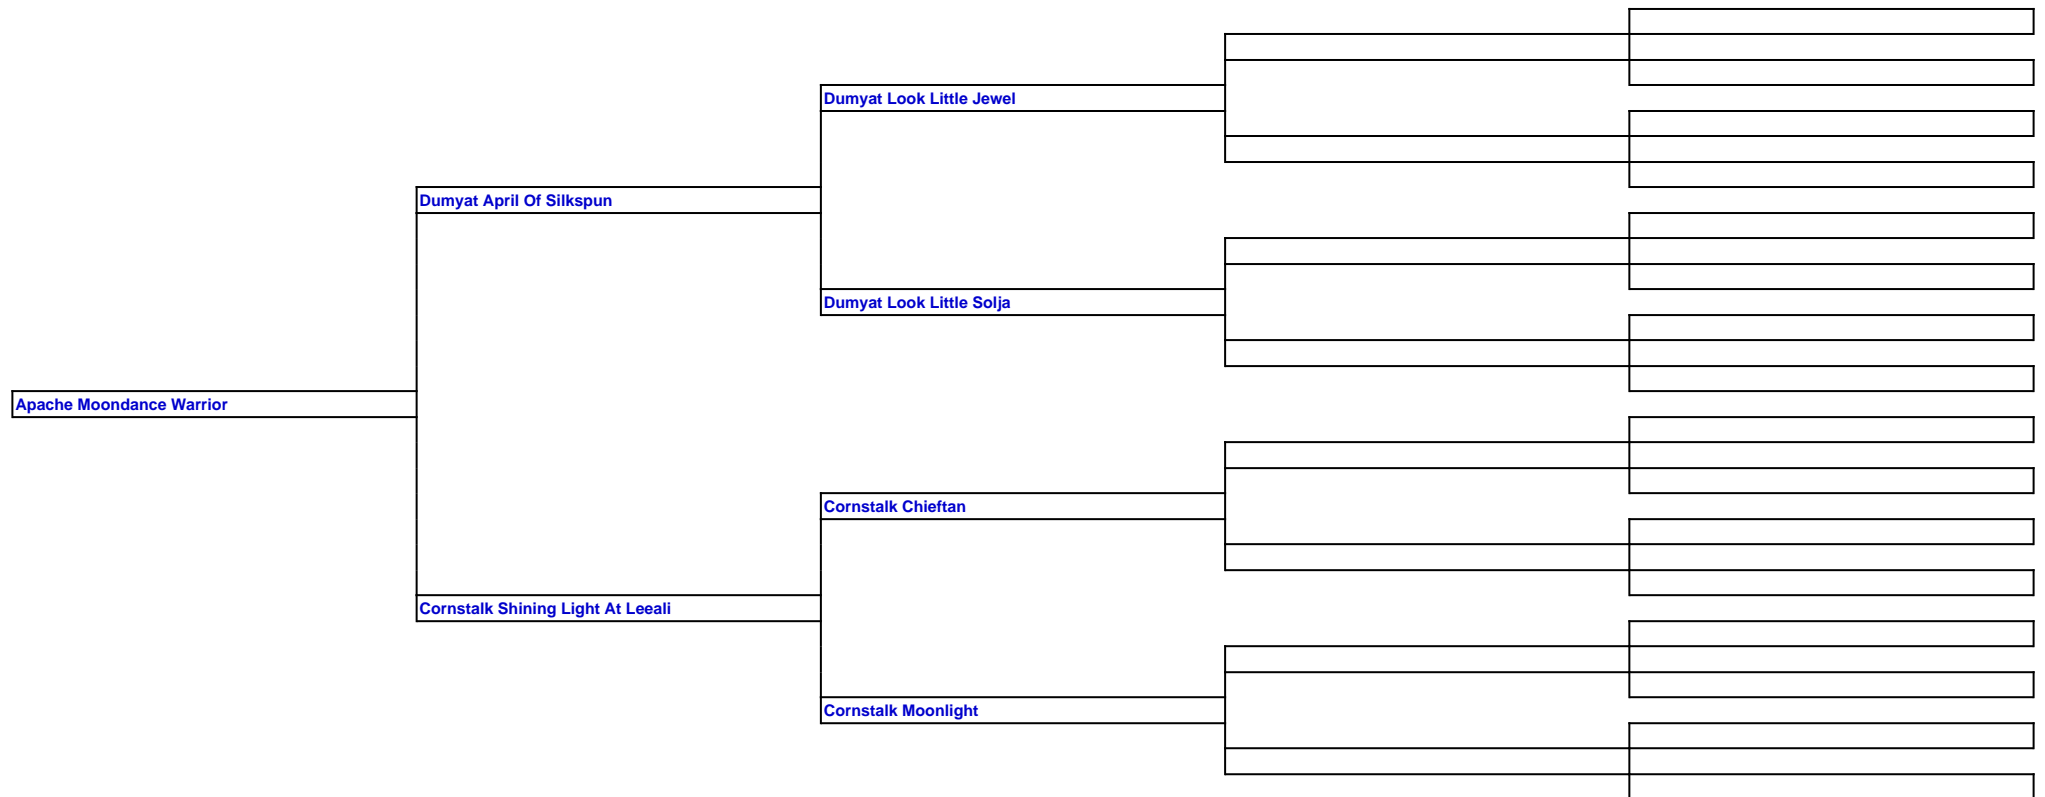 Dumyat Look Little Jewel
Dumyat April Of Silkspun
Dumyat Look Little Solja
Apache Moondance Warrior
Cornstalk Chieftan
Cornstalk Shining Light At Leeali
Cornstalk Moonlight